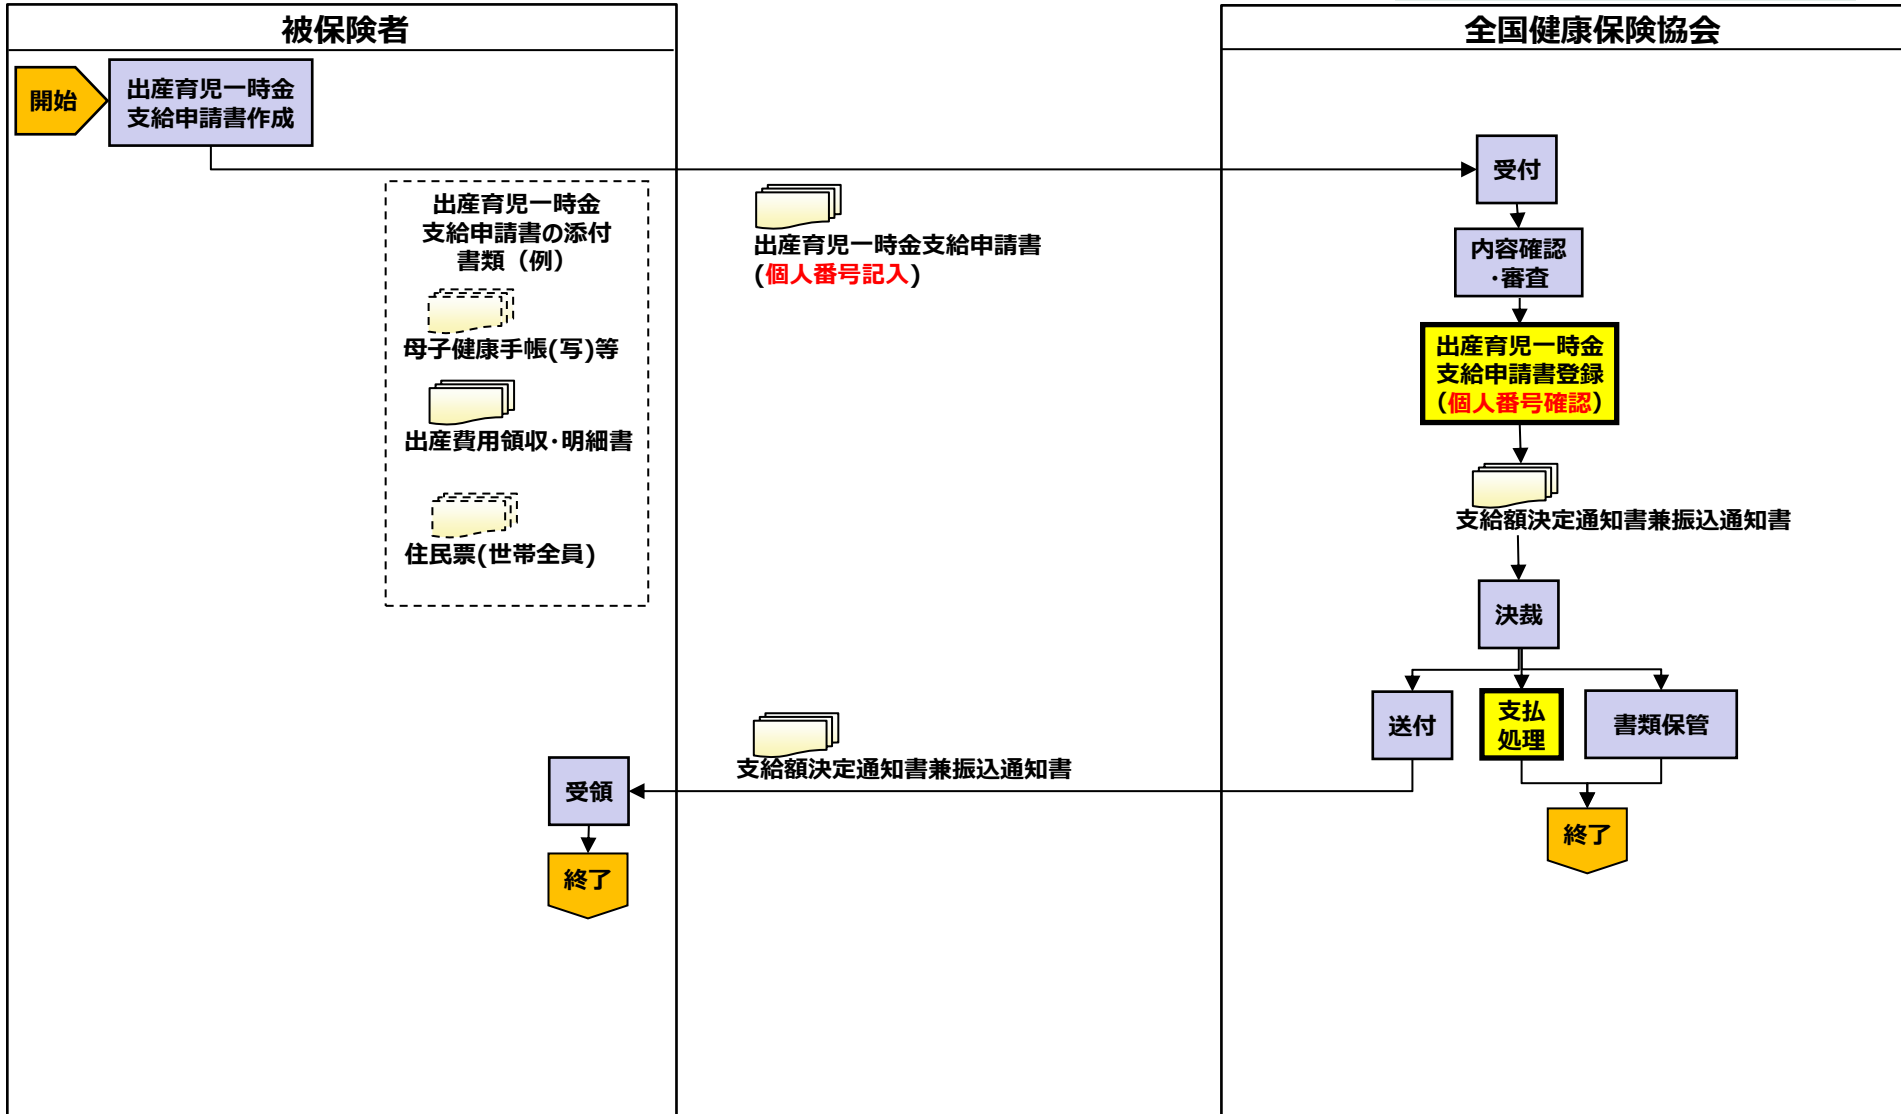 被保険者
開始
出産育児一時金
支給申請書作成
出産育児一時金
支給申請書の添付
書類（例）
母子健康手帳(写)等
出産費用領収･明細書
住民票(世帯全員)
出産育児一時金支給申請書
(個人番号記入)
支給額決定通知書兼振込通知書
受領
終了
全国健康保険協会
受付
内容確認
･審査
出産育児一時金
支給申請書登録
（個人番号確認）
支給額決定通知書兼振込通知書
決裁
送付
支払
処理
書類保管
終了